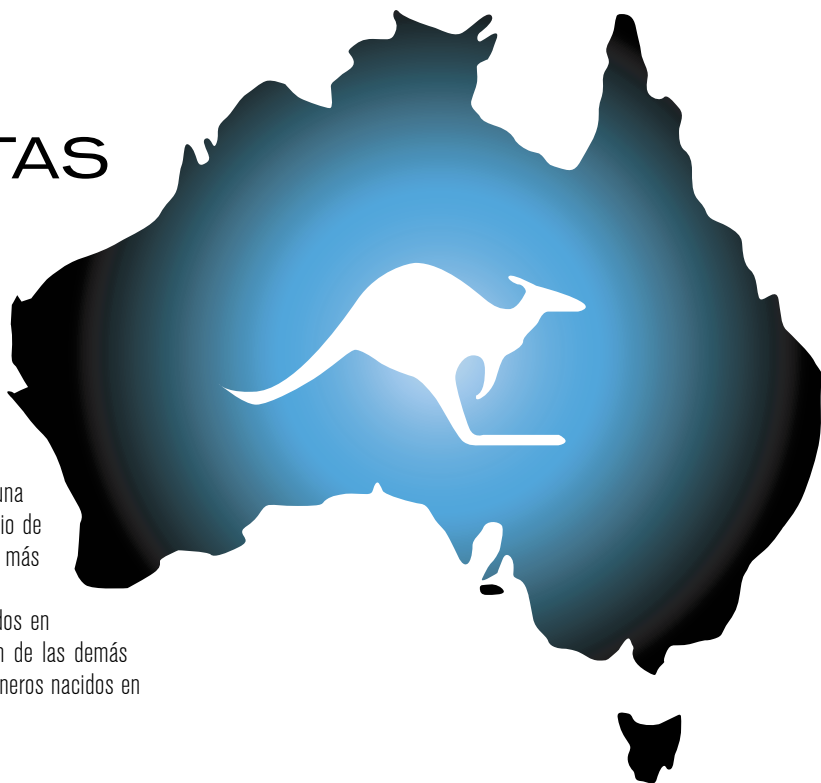 TAS
una
io de
más
dos en
n de las demás
neros nacidos en